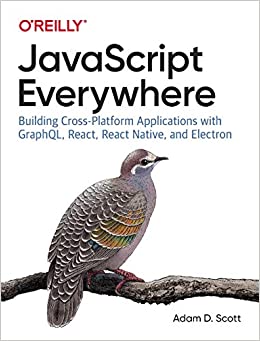 O'REILLY®
JavaScript
Everywhere
Building Cross-Platform Applications with
GraphQL, React, React Native, and Electron
Adam D. Scott